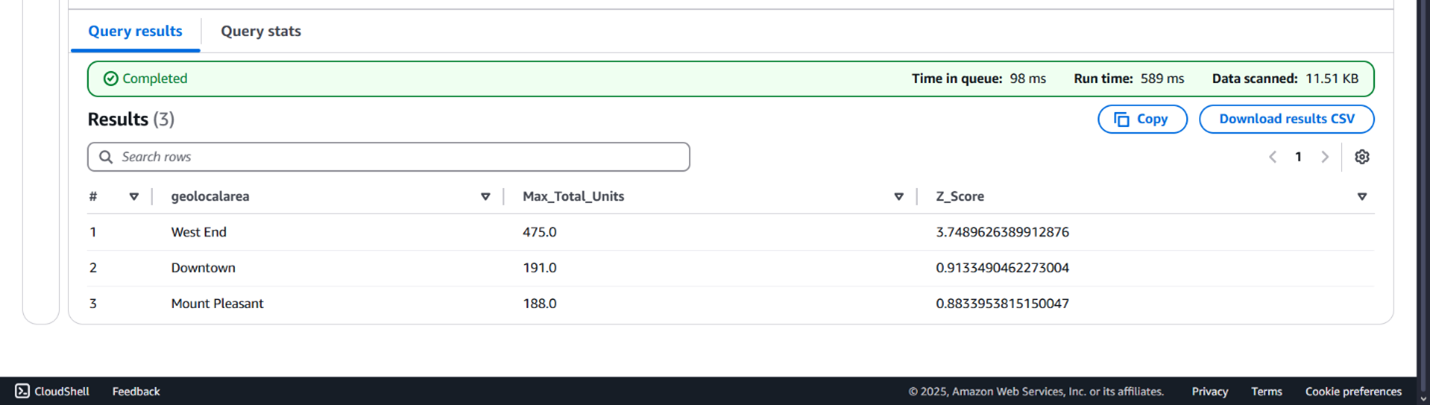 Query results Query stats
Completed Time in queue: 98 ms Run time: 589 ms Data scanned: 11.51 KB
Results (3) Copy Download results CSV
Search rows 1
# geolocalarea Max_Total_Units Z_Score
1 West End 475.0 3.7489626389912876
2 Downtown 191.0 0.9133490462273004
3 Mount Pleasant 188.0 0.8833953815150047
CloudShell Feedback © 2025, Amazon Web Services, Inc. or its affiliates. Privacy Terms Cookie preferences